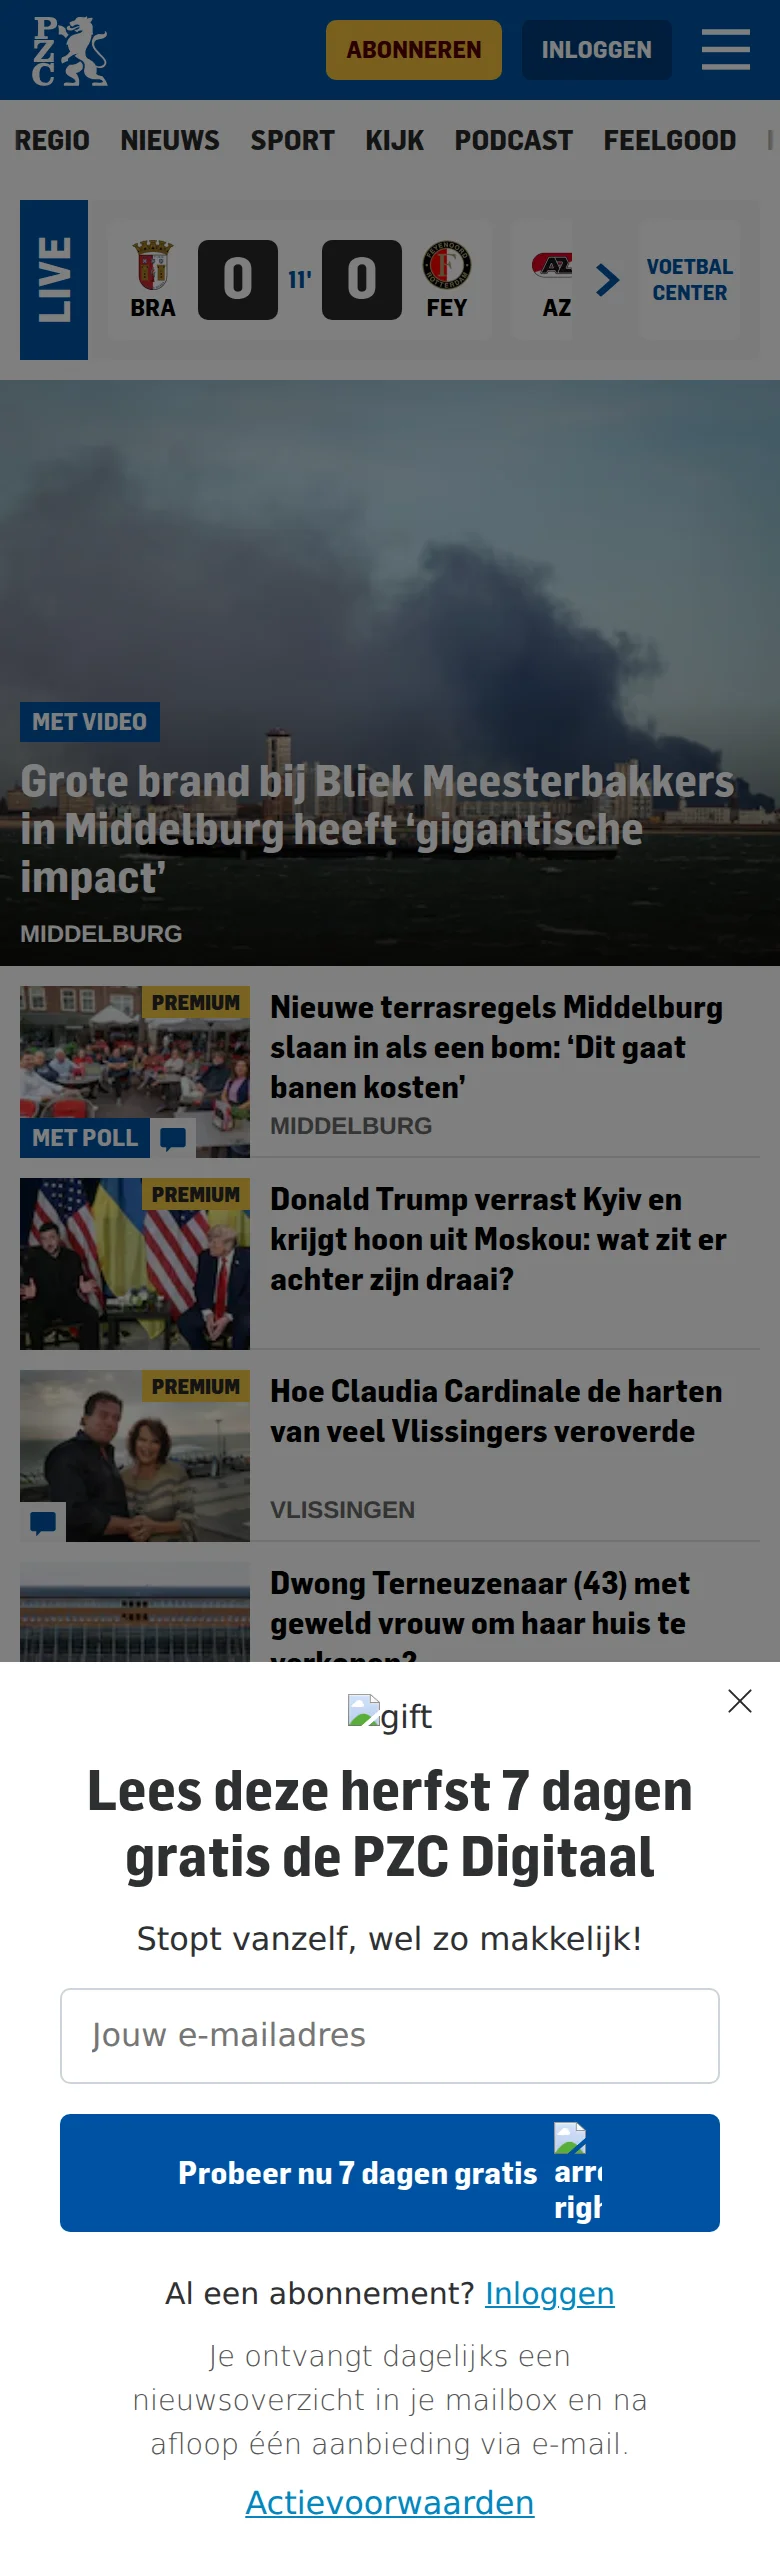 PZC
ABONNEREN
INLOGGEN
REGIO NIEUWS SPORT KIJK PODCAST FEELGOOD
LIVE
BRA
0
11'
0
FEY
AZ
AZ
VOETBAL
CENTER
MET VIDEO
Grote brand bij Bliek Meesterbakkers
in Middelburg heeft ‘gigantische
impact’
MIDDELBURG
PREMIUM
MET POLL
Nieuwe terrasregels Middelburg
slaan in als een bom: ‘Dit gaat
banen kosten’
MIDDELBURG
PREMIUM
Donald Trump verrast Kyiv en
krijgt hoon uit Moskou: wat zit er
achter zijn draai?
PREMIUM
Hoe Claudia Cardinale de harten
van veel Vlissingers veroverde
VLISSINGEN
Dwong Terneuzenaar (43) met
geweld vrouw om haar huis te
verkopen?
gift
Lees deze herfst 7 dagen
gratis de PZC Digitaal
Stopt vanzelf, wel zo makkelijk!
Jouw e-mailadres
Probeer nu 7 dagen gratis
arr
righ
Al een abonnement? Inloggen
Je ontvangt dagelijks een
nieuwsoverzicht in je mailbox en na
afloop één aanbieding via e-mail.
Actievoorwaarden